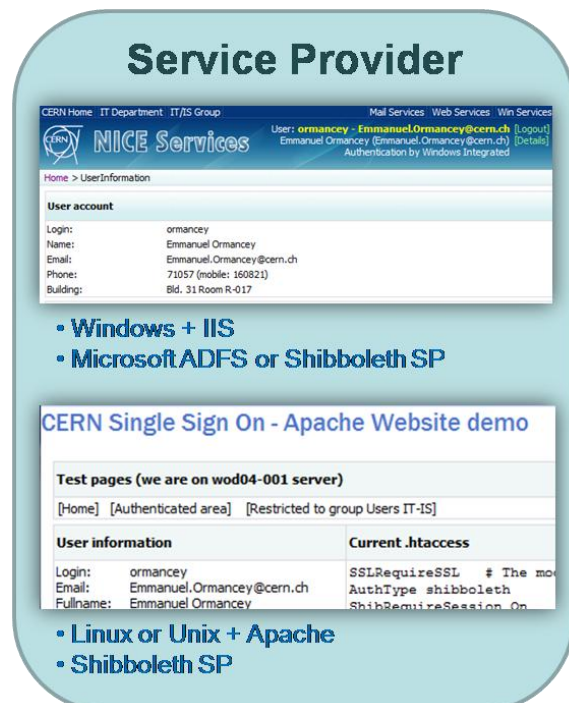 Service Provider
CERN Home IT Department IT/IS Group Mail Services Web Services Win Services
CERN NICE Services
User: ormancey - Emmanuel.Ormancey@cern.ch [Logout]
Emmanuel Ormancey (Emmanuel.Ormancey@cern.ch) [Details]
Authentication by Windows Integrated
Home > UserInformation
User account
Login: ormancey
Name: Emmanuel Ormancey
Email: Emmanuel.Ormancey@cern.ch
Phone: 71057 (mobile: 160821)
Building: Bld. 31 Room R-017
• Windows + IIS
• Microsoft ADFS or Shibboleth SP
CERN Single Sign On - Apache Website demo
Test pages (we are on wod04-001 server)
[Home] [Authenticated area] [Restricted to group Users IT-IS]
User information Current .htaccess
Login: ormancey SSLRequireSSL # The
Email: Emmanuel.Ormancey@cern.ch AuthType shibboleth
Fullname: Emmanuel Ormancey ShibRequireSession On
• Linux or Unix + Apache
• Shibboleth SP